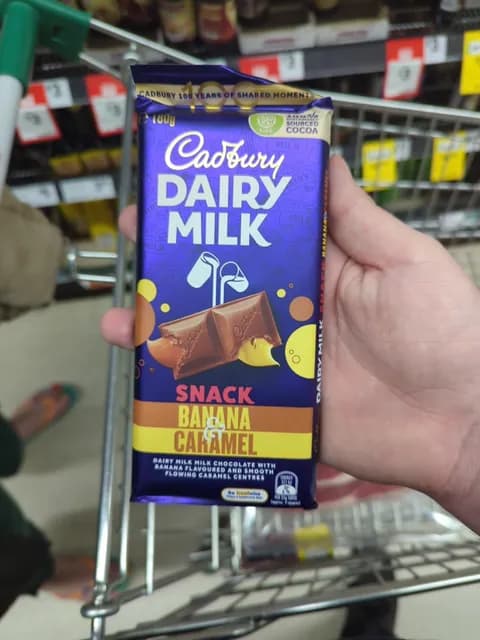 CADBURY 100 YEARS OF SHARED MOMENTS
180g
SOURCED
COCOA
Cadbury
DAIRY
MILK
SNACK
BANANA
&
CARAMEL
DAIRY MILK MILK CHOCOLATE WITH
BANANA FLAVOURED AND SMOOTH
FLOWING CARAMEL CENTRES
DAIRY MILK